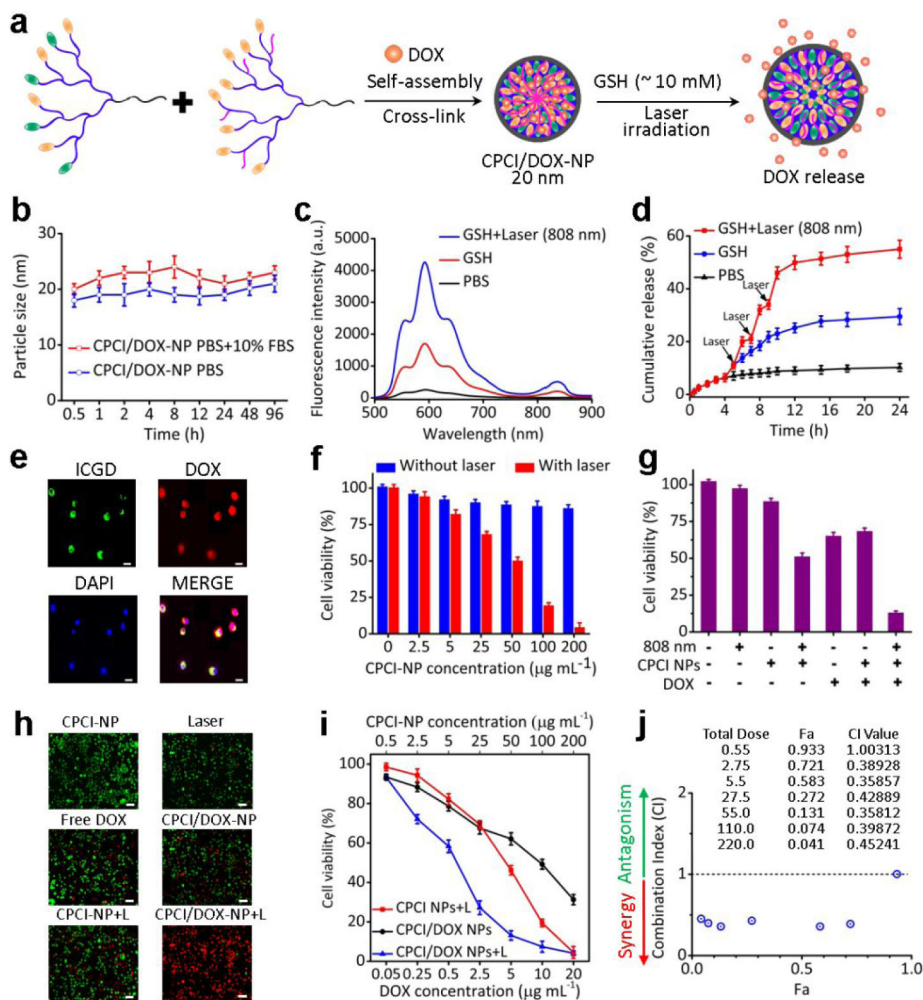 a
DOX
Self-assembly
Cross-link
CPCI/DOX-NP
20 nm
GSH (~ 10 mM)
Laser
irradiation
DOX release
b
30
20
10
0
Particle size (nm)
CPCI/DOX-NP PBS+10% FBS
CPCI/DOX-NP PBS
0.5 1 2 4 8 12 24 48 96
Time (h)
c
5000
4000
3000
2000
1000
0
Fluorescence intensity (a.u.)
GSH+Laser (808 nm)
GSH
PBS
500 600 700 800 900
Wavelength (nm)
d
60
40
20
0
Cumulative release (%)
GSH+Laser (808 nm)
GSH
PBS
Laser
Laser
Laser
0 4 8 12 16 20 24
Time (h)
e
ICGD DOX
DAPI MERGE
f
Without laser With laser
100
75
50
25
0
Cell viability (%)
0 2.5 5 25 50 100 200
CPCI-NP concentration (μg mL⁻¹)
g
100
75
50
25
0
Cell viability (%)
808 nm - + - + - - +
CPCI NPs - - + + - + +
DOX - - - - + + +
h
CPCI-NP Laser
Free DOX CPCI/DOX-NP
CPCI-NP+L CPCI/DOX-NP+L
i
CPCI-NP concentration (μg mL⁻¹)
0.5 2.5 5 25 50 100 200
100
80
60
40
20
0
Cell viability (%)
CPCI NPs+L
CPCI/DOX NPs
CPCI/DOX NPs+L
0.05 0.25 0.5 2.5 5 10 20
DOX concentration (μg mL⁻¹)
j
Total Dose Fa CI Value
0.55 0.933 1.00313
2.75 0.721 0.38928
5.5 0.583 0.35857
27.5 0.272 0.42889
55.0 0.131 0.35812
110.0 0.074 0.39872
220.0 0.041 0.45241
Antagonism
Synergy
Combination Index (CI)
2
1
0
0 0.5 1.0
Fa